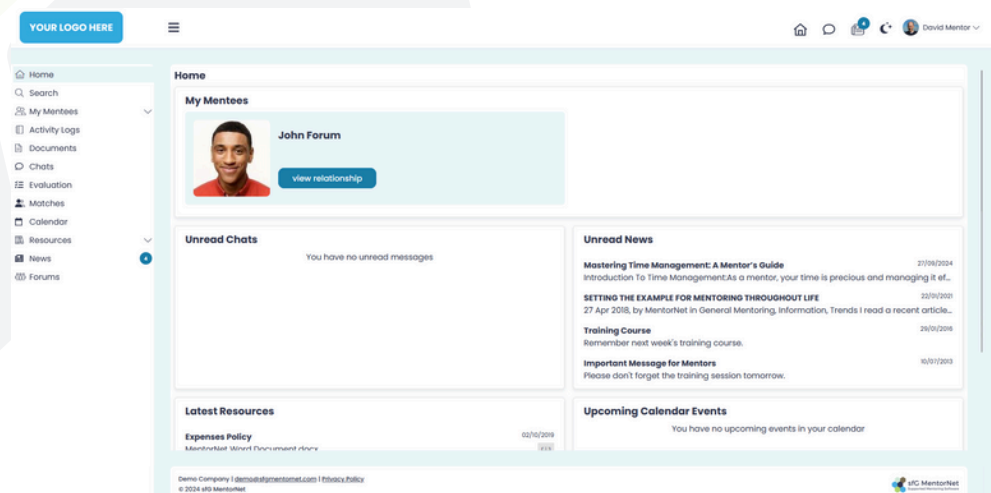 YOUR LOGO HERE
4
David Mentor
Home
Search
My Mentees
Activity Logs
Documents
Chats
Evaluation
Matches
Calendar
Resources
News
4
Forums
Home
My Mentees
John Forum
view relationship
Unread Chats
You have no unread messages
Unread News
Mastering Time Management: A Mentor's Guide 27/09/2024
Introduction To Time Management:As a mentor, your time is precious and managing it ef...
SETTING THE EXAMPLE FOR MENTORING THROUGHOUT LIFE 22/01/2021
27 Apr 2018, by MentorNet in General Mentoring, Information, Trends I read a recent article...
Training Course 29/01/2016
Remember next week's training course.
Important Message for Mentors 10/07/2013
Please don't forget the training session tomorrow.
Latest Resources
Expenses Policy 02/10/2019
MentorNet Word Document.docx
Upcoming Calendar Events
You have no upcoming events in your calendar
Demo Company | demo@sfgmentornet.com | Privacy Policy
© 2024 sfG MentorNet
sfG MentorNet